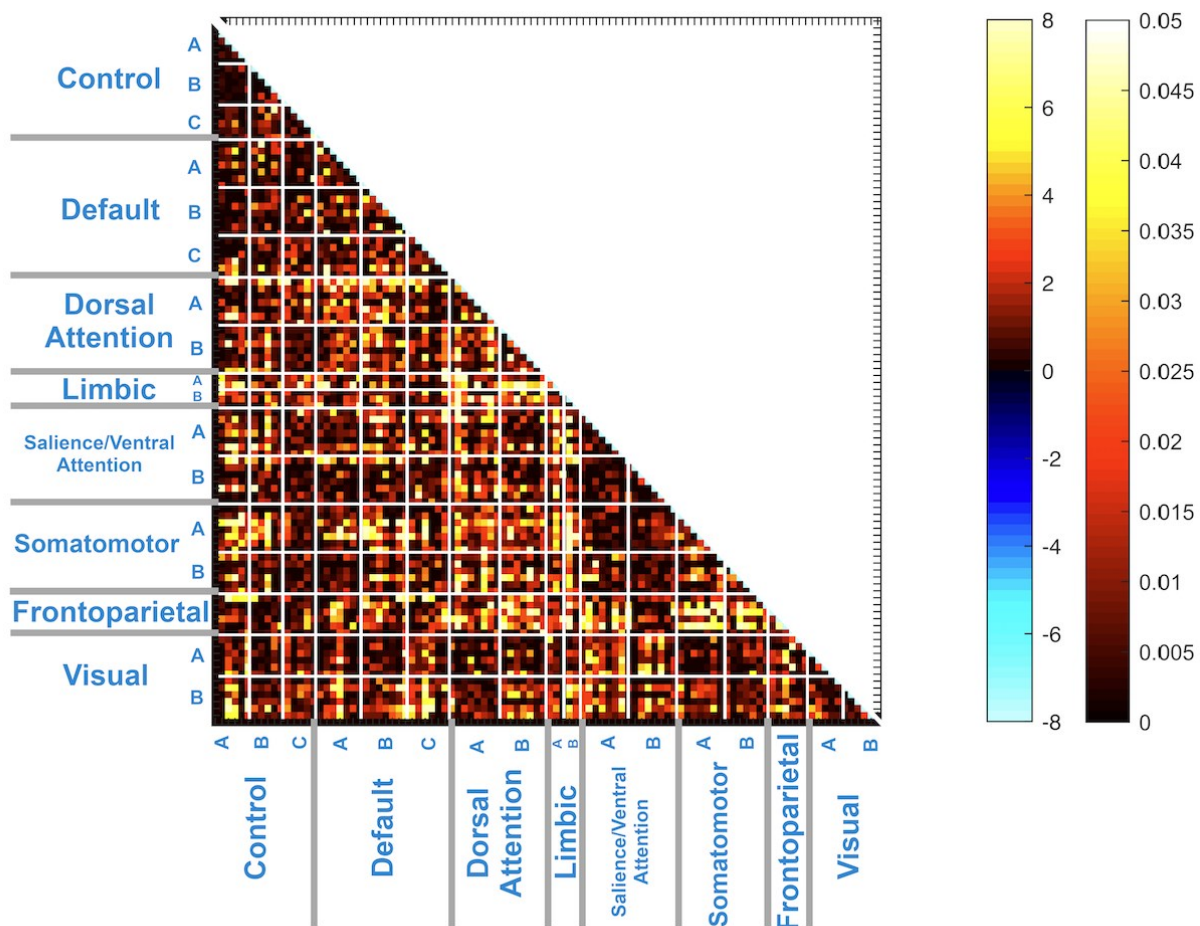 A
Control
B
C
A
Default
B
C
Dorsal
Attention
A
B
Limbic
A
B
Salience/Ventral
Attention
A
B
Somatomotor
A
B
Frontoparietal
Visual
A
B
A
B
C
A
B
C
A
B
A
B
A
B
A
B
A
B
Control
Default
Dorsal
Attention
Limbic
Salience/Ventral
Attention
Somatomotor
Frontoparietal
Visual
8
6
4
2
0
-2
-4
-6
-8
0.05
0.045
0.04
0.035
0.03
0.025
0.02
0.015
0.01
0.005
0